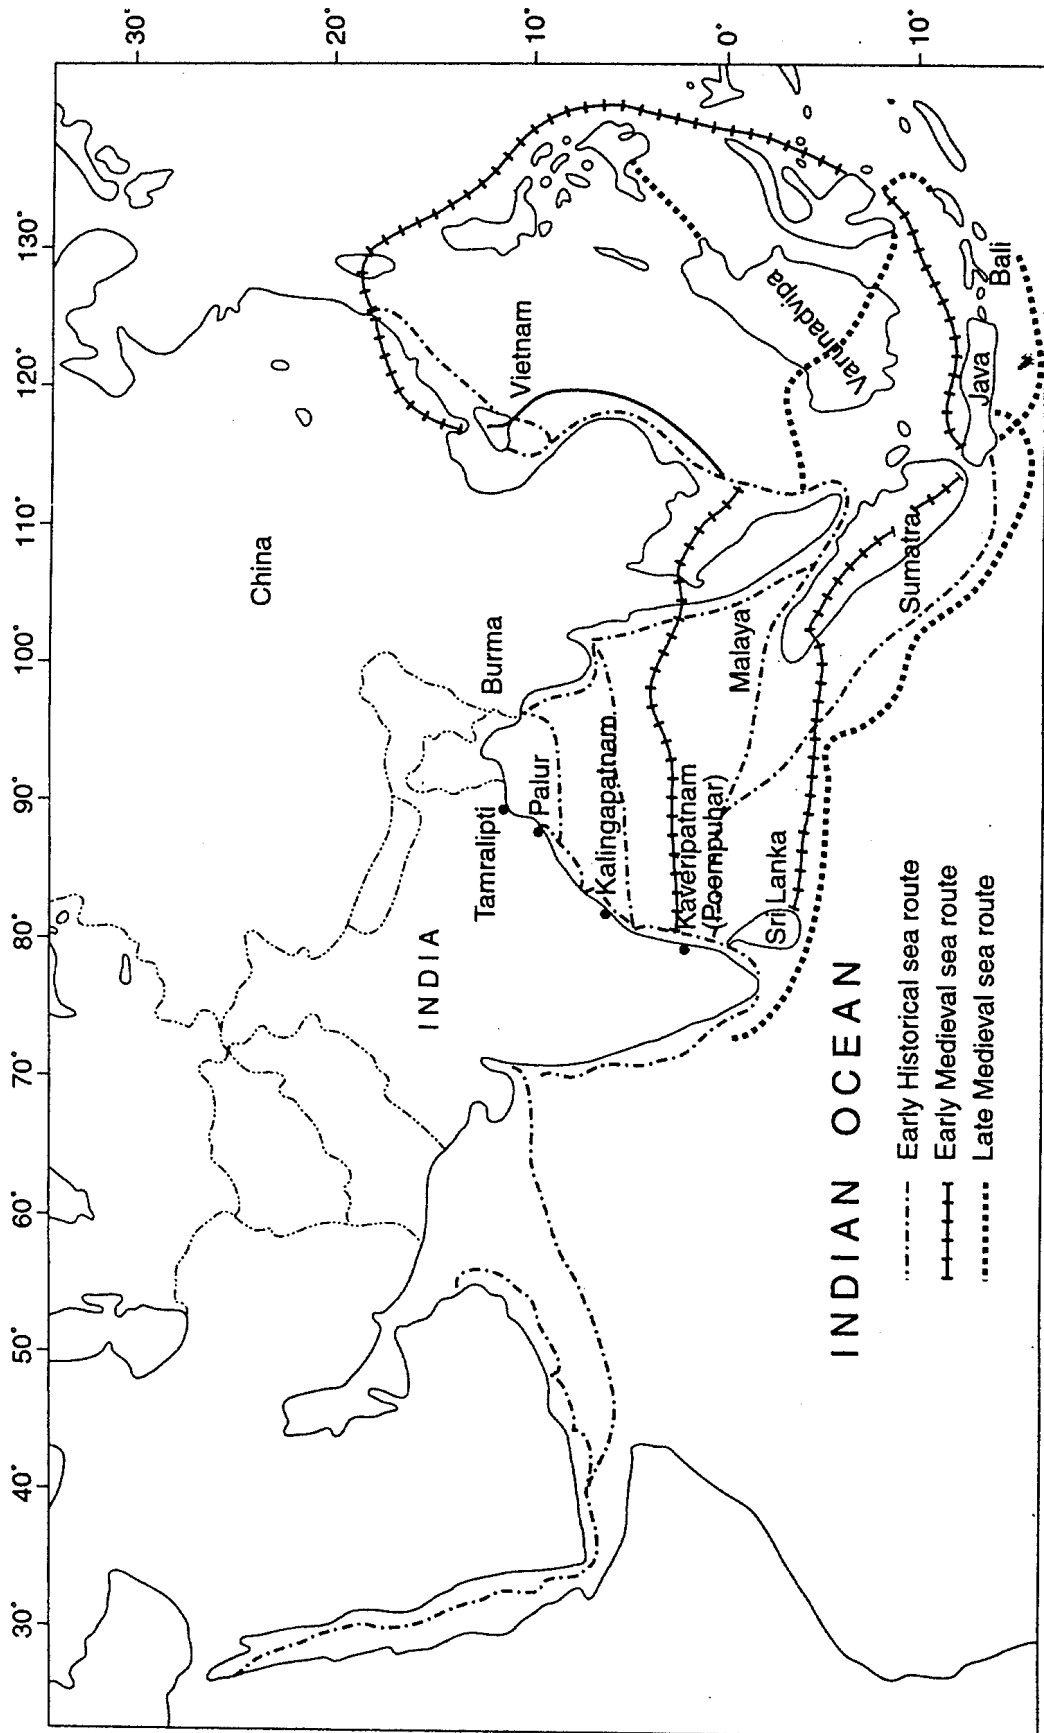 30° 40° 50° 60° 70° 80° 90° 100° 110° 120° 130°
30°
20°
10°
0°
10°
China
INDIA
Burma
Tamralipti
Vietnam
Palur
Kalingapatnam
Kaveripatnam
(Poompuhar)
Malaya
Sri Lanka
Varunadvipa
INDIAN OCEAN
Sumatra
Java
Bali
Early Historical sea route
Early Medieval sea route
Late Medieval sea route